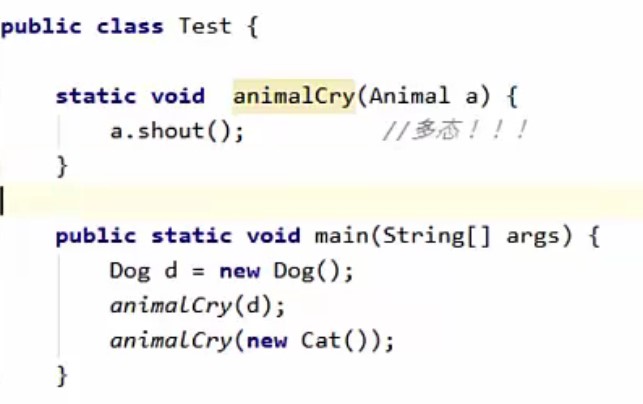 public class Test {
static void animalCry(Animal a) {
a.shout(); //多态！！！
}
public static void main(String[] args) {
Dog d = new Dog();
animalCry(d);
animalCry(new Cat());
}